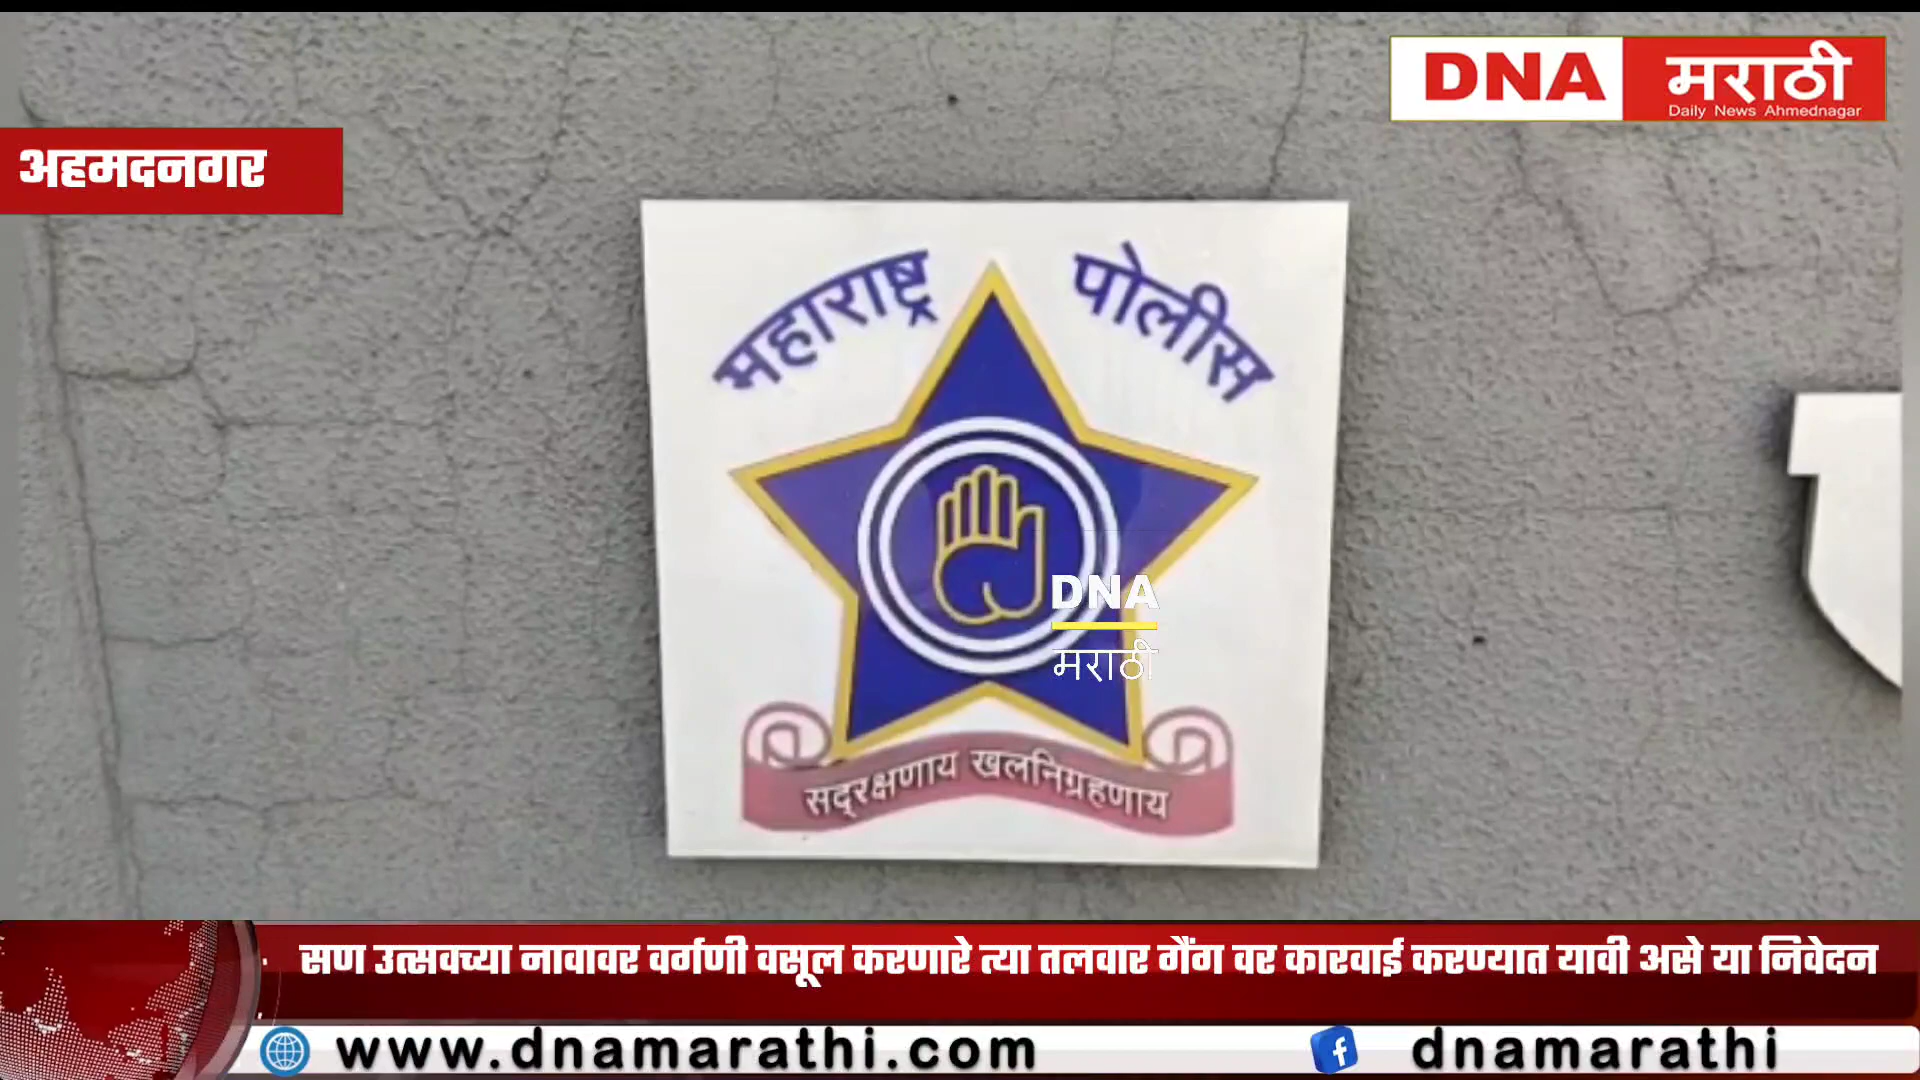 DNA मराठी
Daily News Ahmednagar
अहमदनगर
महाराष्ट्र पोलीस
DNA
मराठी
सद्रक्षणाय खलनिग्रहणाय
सण उत्सवच्या नावावर वर्गणी वसूल करणारे त्या तलवार गैंग वर कारवाई करण्यात यावी असे या निवेदन
www.dnamarathi.com dnamarathi